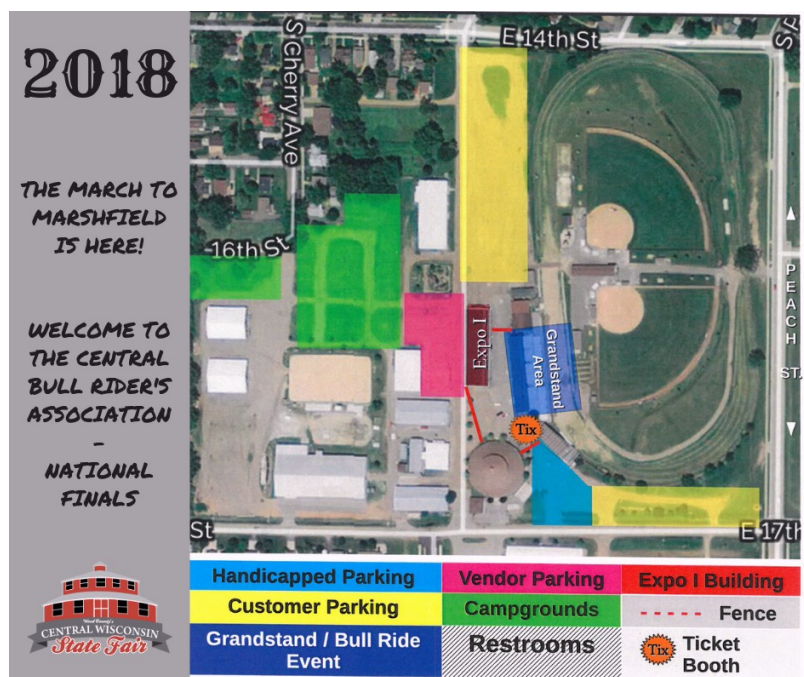 2018
THE MARCH TO
MARSHFIELD
IS HERE!
WELCOME TO
THE CENTRAL
BULL RIDER'S
ASSOCIATION
-
NATIONAL
FINALS
Wood County's
CENTRAL WISCONSIN
State Fair
E 14th St
S Cherry Ave
16th St
PEACH
ST.
Expo I
Grandstand
Area
Tix
St
E 17th
Handicapped Parking
Vendor Parking
Expo I Building
Customer Parking
Campgrounds
Fence
Grandstand / Bull Ride
Event
Restrooms
Tix
Ticket
Booth